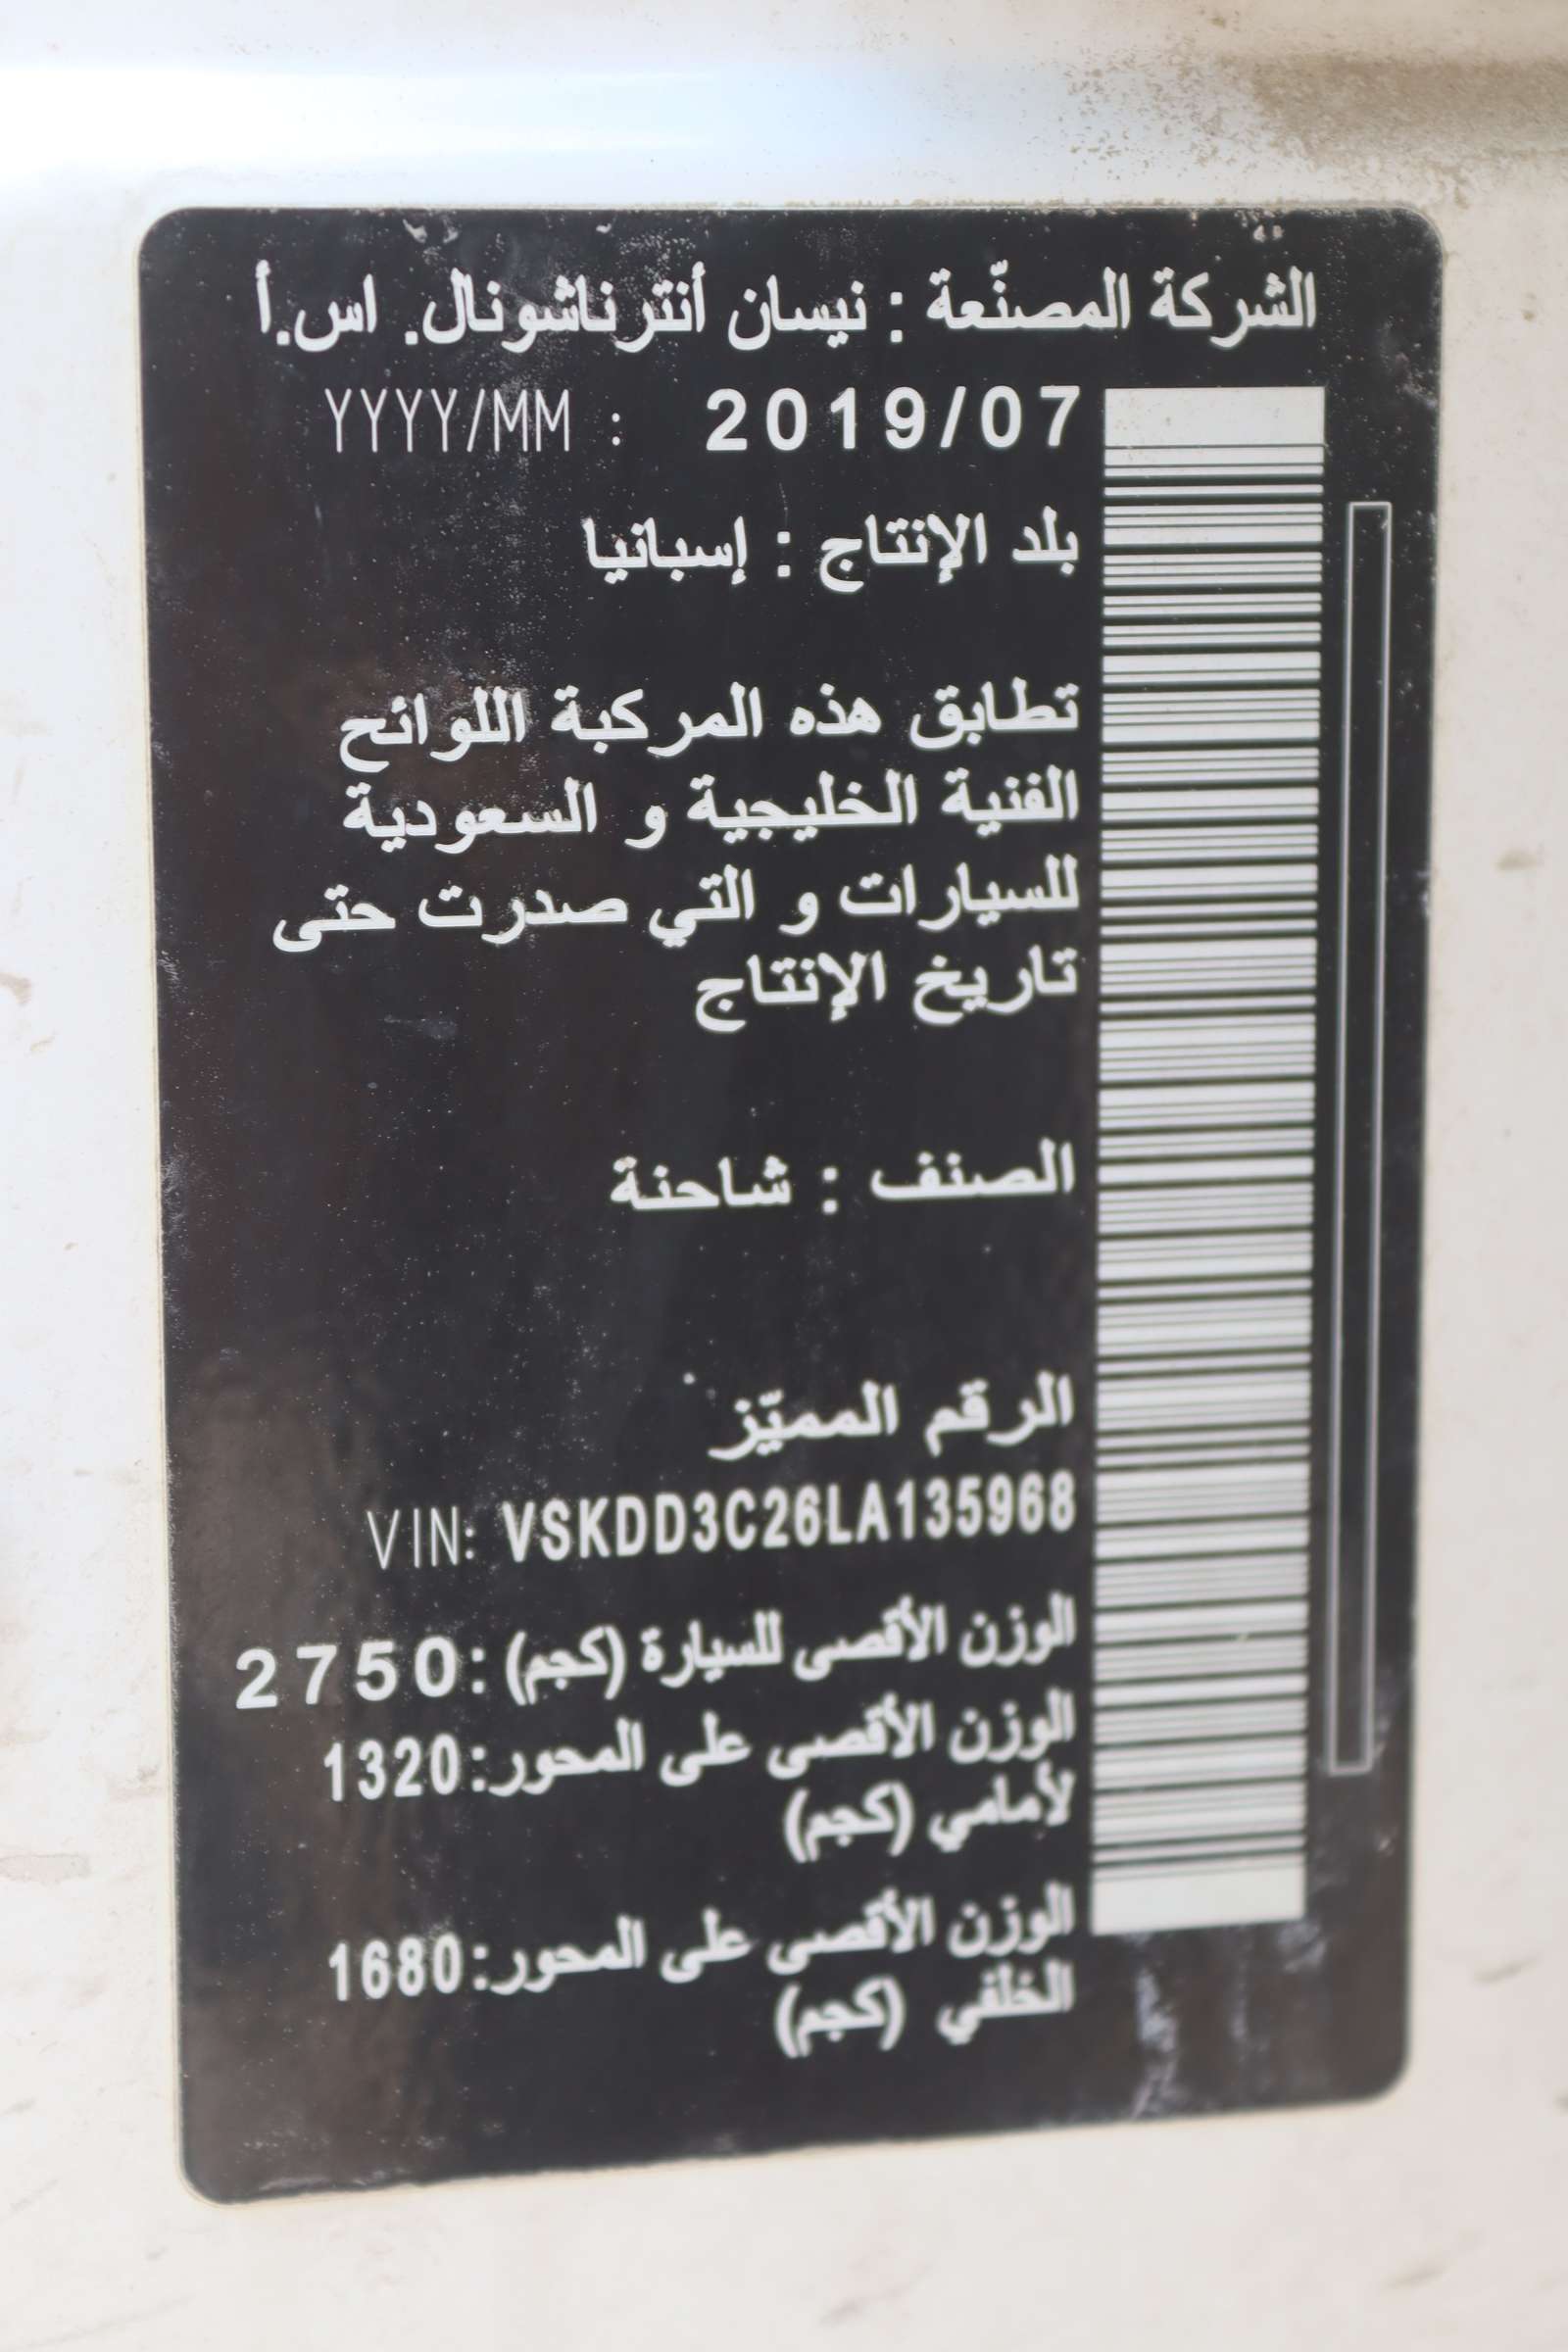 الشركة المصنّعة : نيسان أنترناشونال. اس.أ
YYYY/MM : 2019/07
بلد الإنتاج : إسبانيا
تطابق هذه المركبة اللوائح
الفنية الخليجية و السعودية
للسيارات و التي صدرت حتى
تاريخ الإنتاج
الصنف : شاحنة
الرقم المميّز
VIN: VSKDD3C26LA135968
الوزن الأقصى للسيارة (كجم) :2750
الوزن الأقصى على المحور:1320
لأمامي (كجم)
الوزن الأقصى على المحور:1680
الخلفي (كجم)